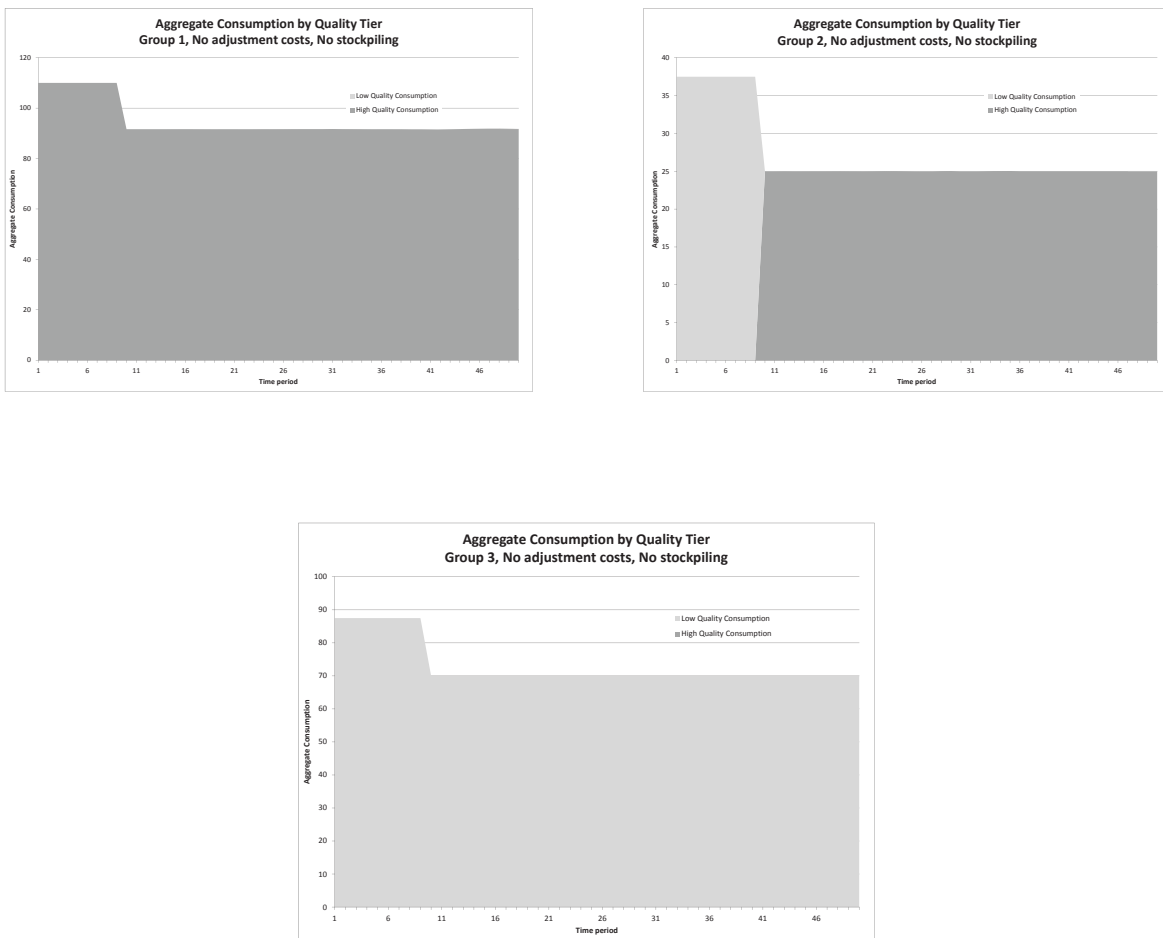 Aggregate Consumption by Quality Tier
Group 1, No adjustment costs, No stockpiling
120
100
80
60
40
20
0
Aggregate Consumption
Low Quality Consumption
High Quality Consumption
1 6 11 16 21 26 31 36 41 46
Time period
Aggregate Consumption by Quality Tier
Group 2, No adjustment costs, No stockpiling
40
35
30
25
20
15
10
5
0
Aggregate Consumption
Low Quality Consumption
High Quality Consumption
1 6 11 16 21 26 31 36 41 46
Time period
Aggregate Consumption by Quality Tier
Group 3, No adjustment costs, No stockpiling
100
90
80
70
60
50
40
30
20
10
0
Aggregate Consumption
Low Quality Consumption
High Quality Consumption
1 6 11 16 21 26 31 36 41 46
Time period